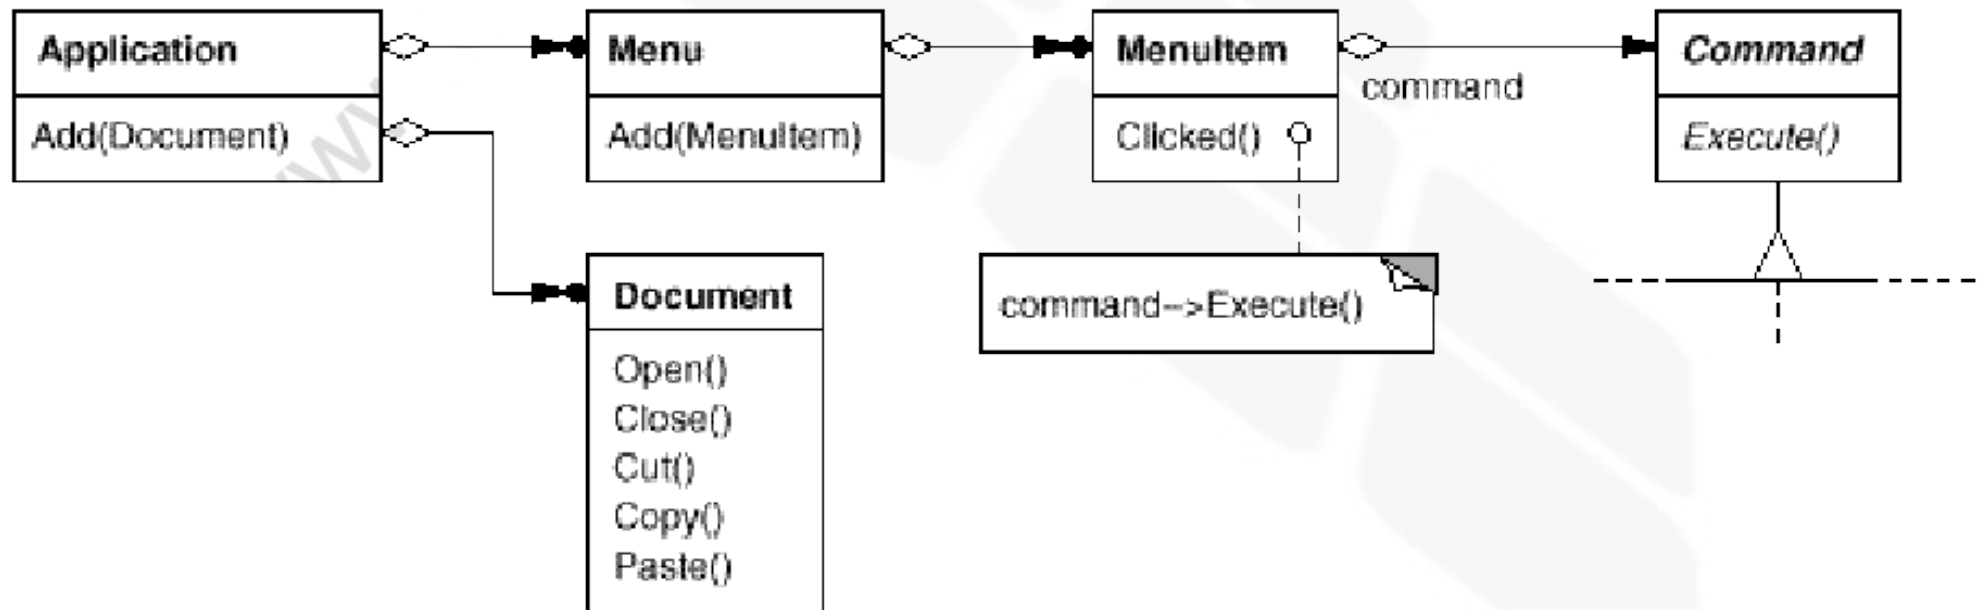 Application
Add(Document)
Menu
Add(MenuItem)
MenuItem
Clicked()
command
Command
Execute()
command-->Execute()
Document
Open()
Close()
Cut()
Copy()
Paste()